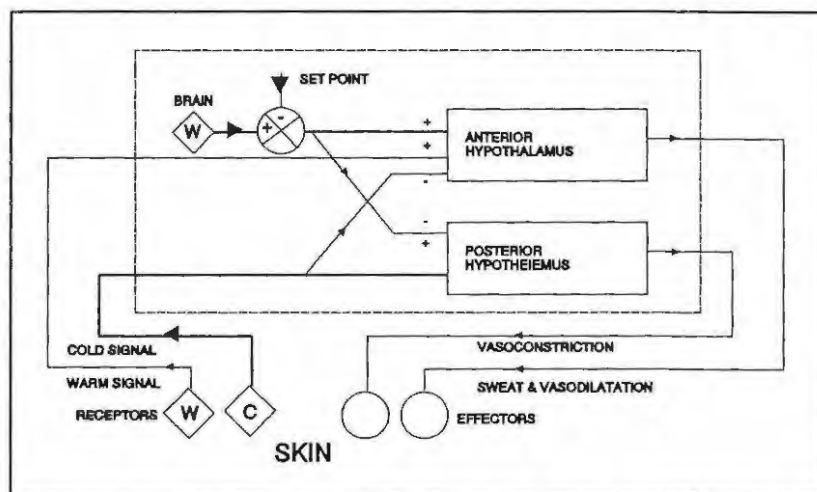 SET POINT
BRAIN
W
+
-
+
+
-
ANTERIOR
HYPOTHALAMUS
-
+
POSTERIOR
HYPOTHEIEMUS
COLD SIGNAL
VASOCONSTRICTION
WARM SIGNAL
SWEAT & VASODILATATION
RECEPTORS
W
C
EFFECTORS
SKIN